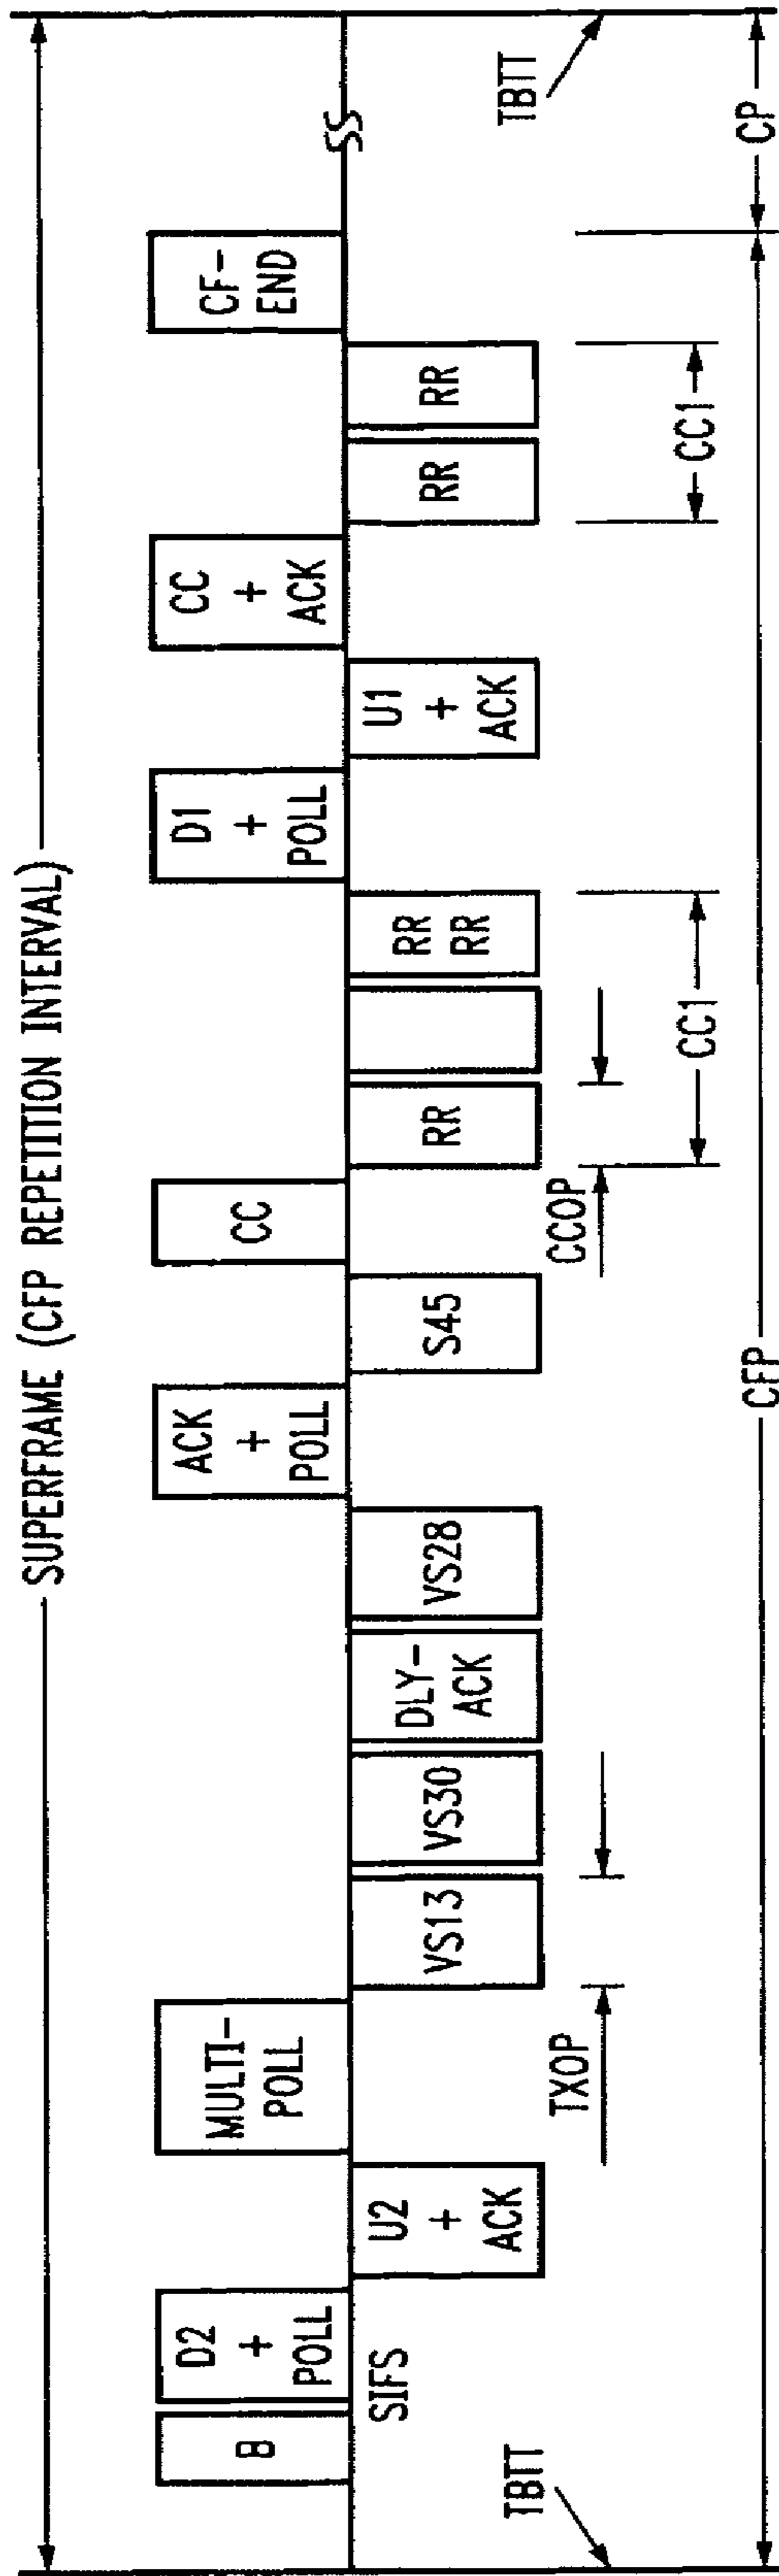 SUPERFRAME (CFP REPETITION INTERVAL)
B
D2
+
POLL
MULTI-
POLL
ACK
+
POLL
CC
D1
+
POLL
CC
+
ACK
CF-
END
SIFS
U2
+
ACK
VS13
VS30
DLY-
ACK
VS28
S45
RR
RR
RR
U1
+
ACK
RR
RR
TBTT
TXOP
CCOP
CC1
CC1
TBTT
CFP
CP